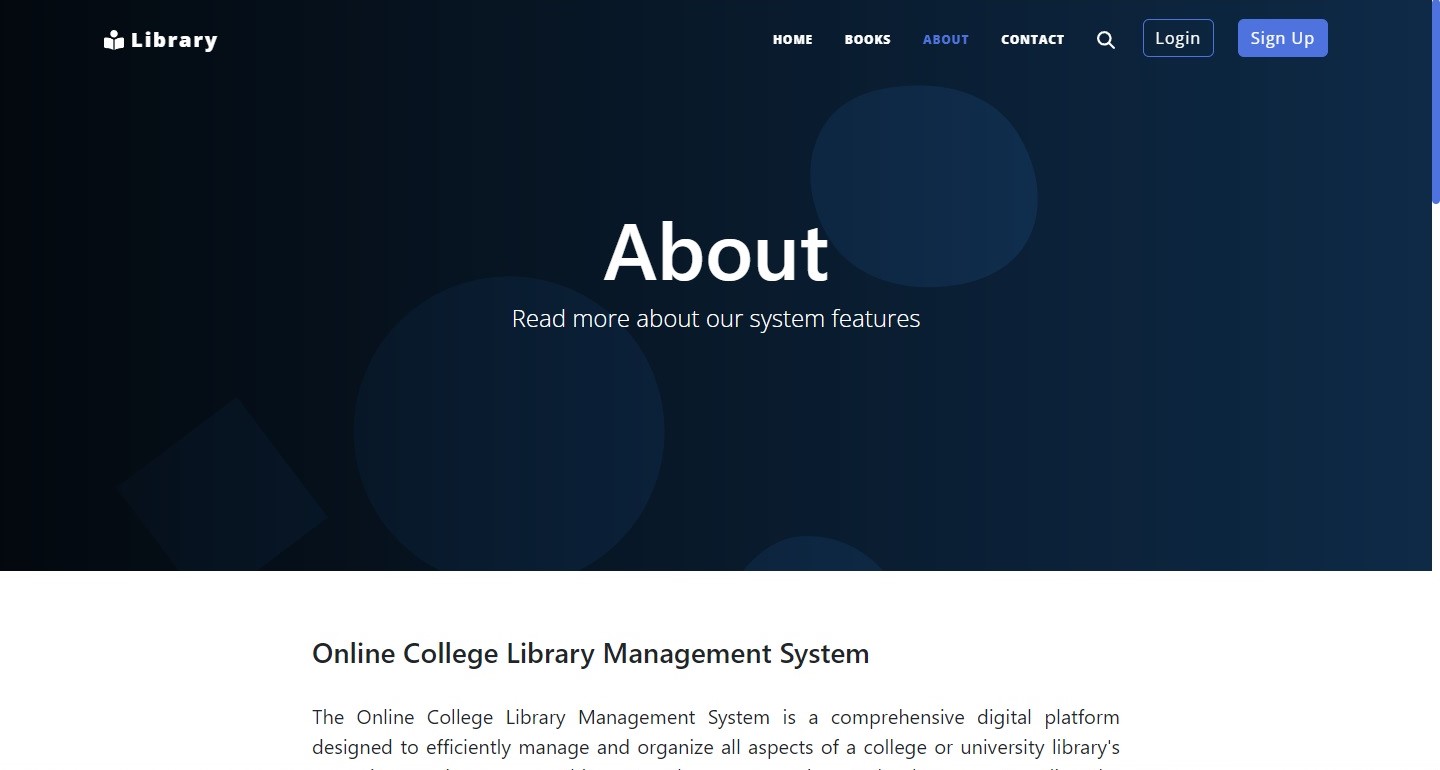 Library
HOME BOOKS ABOUT CONTACT Login Sign Up
About
Read more about our system features
Online College Library Management System
The Online College Library Management System is a comprehensive digital platform
designed to efficiently manage and organize all aspects of a college or university library's